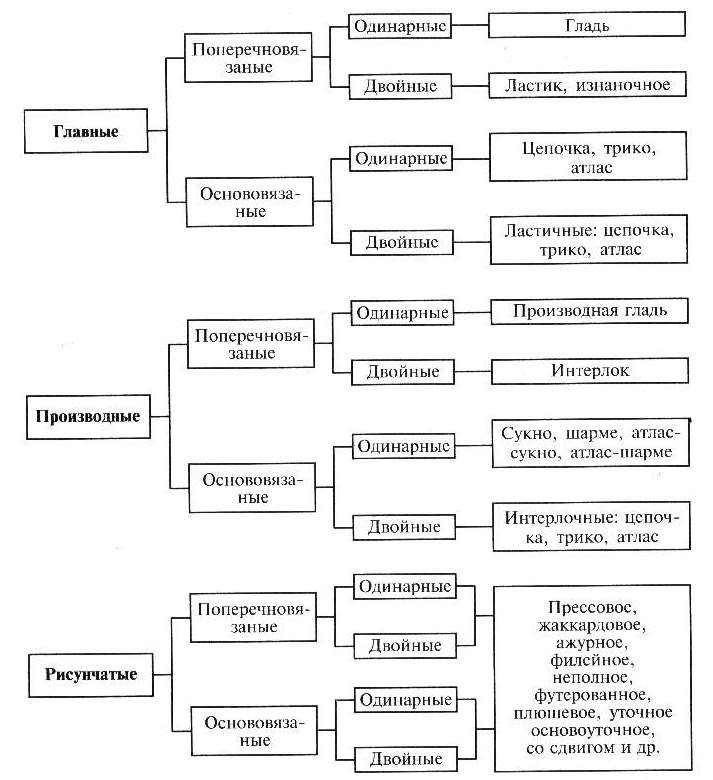 Главные
Поперечновя-
заные
Одинарные
Гладь
Двойные
Ластик, изнаночное
Основовяза-
ные
Одинарные
Цепочка, трико,
атлас
Двойные
Ластичные: цепочка,
трико, атлас
Производные
Поперечновя-
заные
Одинарные
Производная гладь
Двойные
Интерлок
Основовяза-
ные
Одинарные
Сукно, шарме, атлас-
сукно, атлас-шарме
Двойные
Интерлочные: цепоч-
ка, трико, атлас
Рисунчатые
Поперечновя-
заные
Одинарные
Двойные
Основовяза-
ные
Одинарные
Двойные
Прессовое,
жаккардовое,
ажурное,
филейное,
неполное,
футерованное,
плюшевое, уточное
основоуточное,
со сдвигом и др.